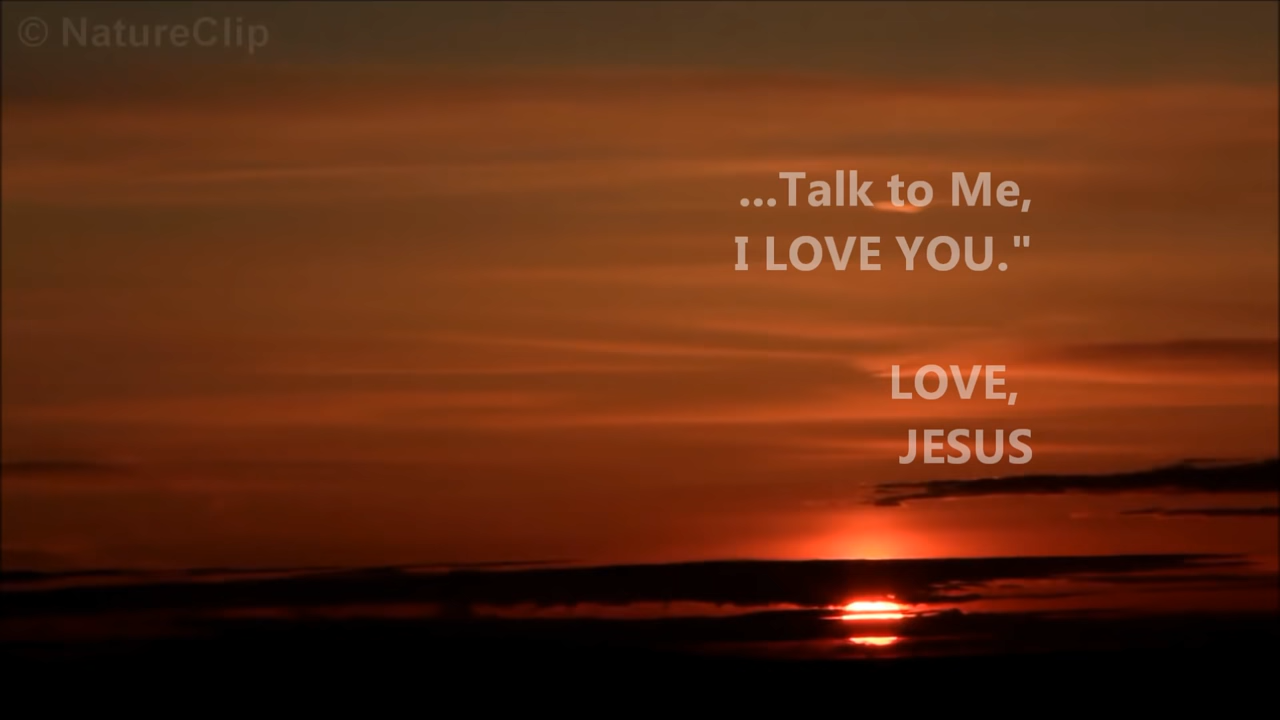 © NatureClip
...Talk to Me,
I LOVE YOU."
LOVE,
JESUS